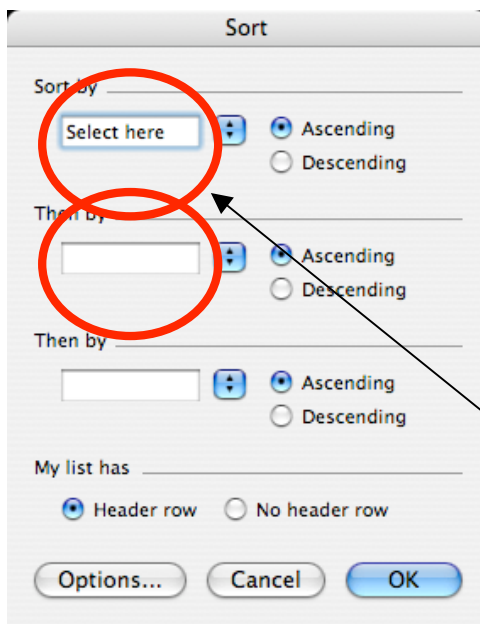 Sort
Sort by
Select here
Ascending
Descending
Then by
Ascending
Descending
Then by
Ascending
Descending
My list has
Header row No header row
Options... Cancel OK